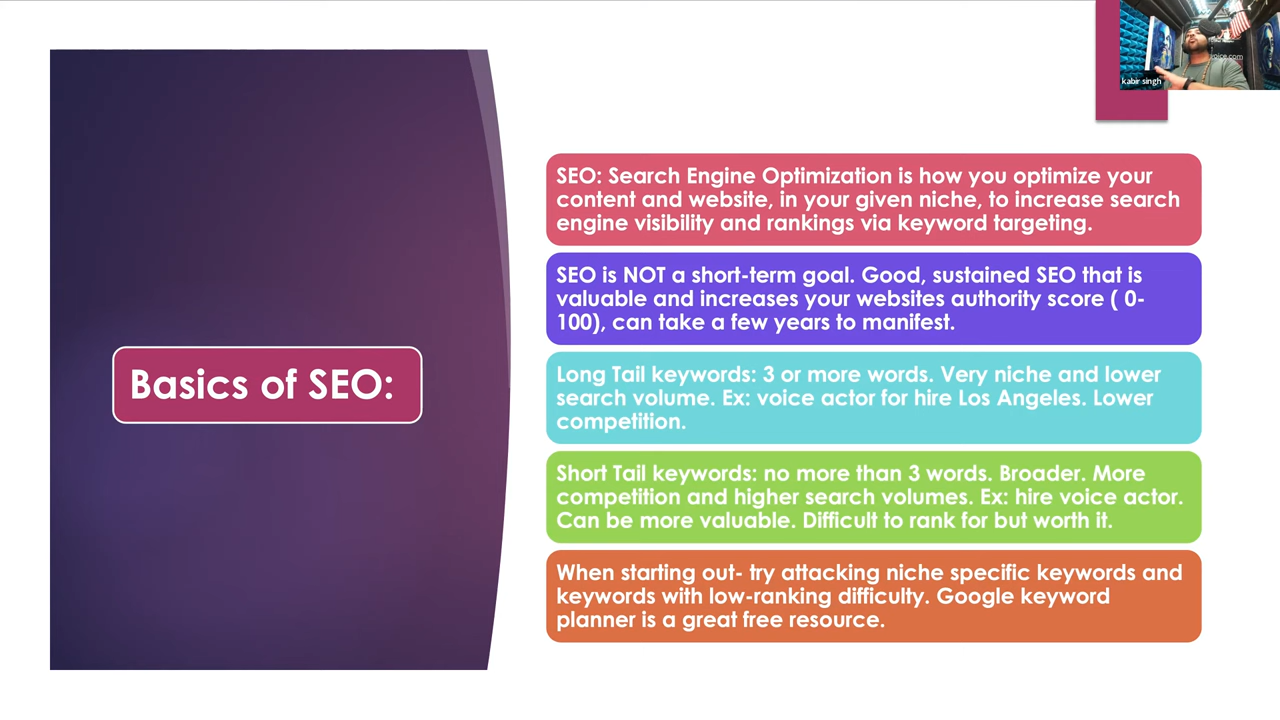 kabir singh
Basics of SEO:
SEO: Search Engine Optimization is how you optimize your
content and website, in your given niche, to increase search
engine visibility and rankings via keyword targeting.
SEO is NOT a short-term goal. Good, sustained SEO that is
valuable and increases your websites authority score ( 0-
100), can take a few years to manifest.
Long Tail keywords: 3 or more words. Very niche and lower
search volume. Ex: voice actor for hire Los Angeles. Lower
competition.
Short Tail keywords: no more than 3 words. Broader. More
competition and higher search volumes. Ex: hire voice actor.
Can be more valuable. Difficult to rank for but worth it.
When starting out- try attacking niche specific keywords and
keywords with low-ranking difficulty. Google keyword
planner is a great free resource.